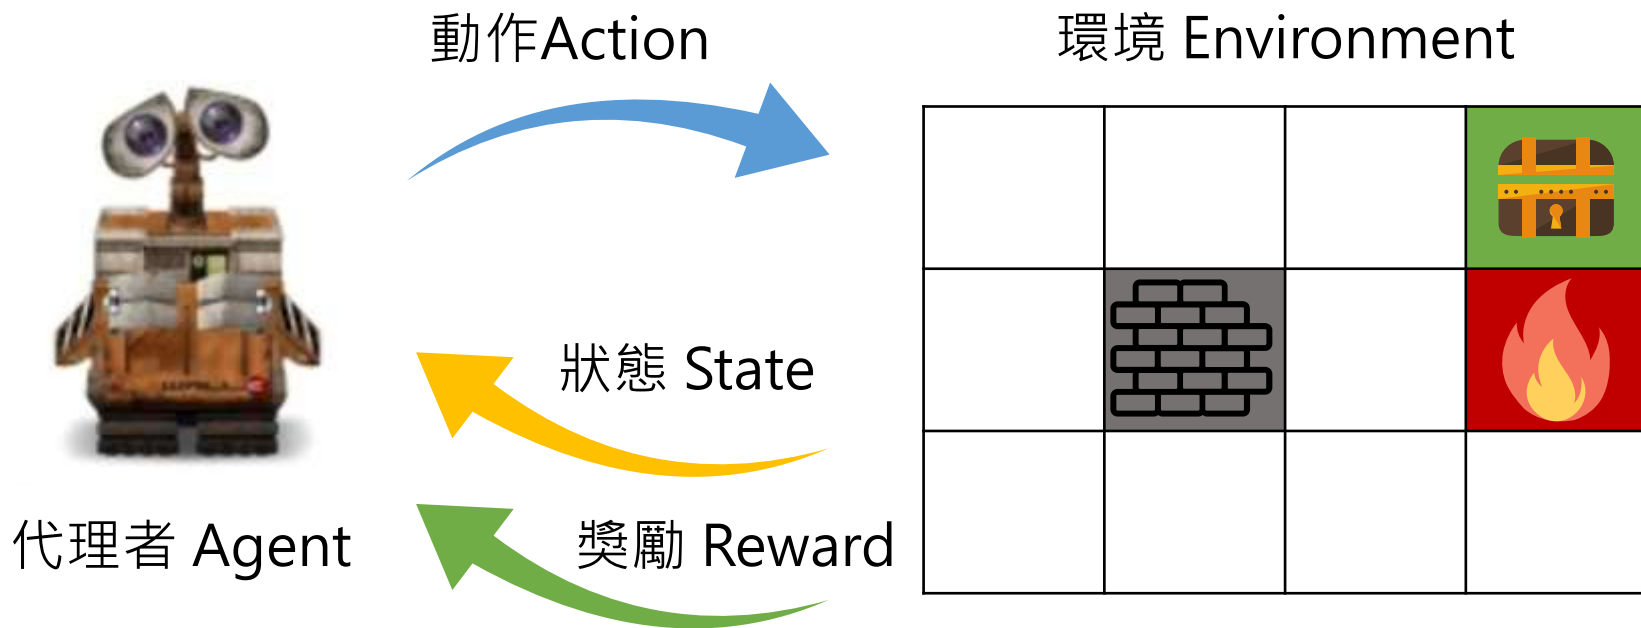 動作Action
環境 Environment
狀態 State
代理者 Agent
獎勵 Reward